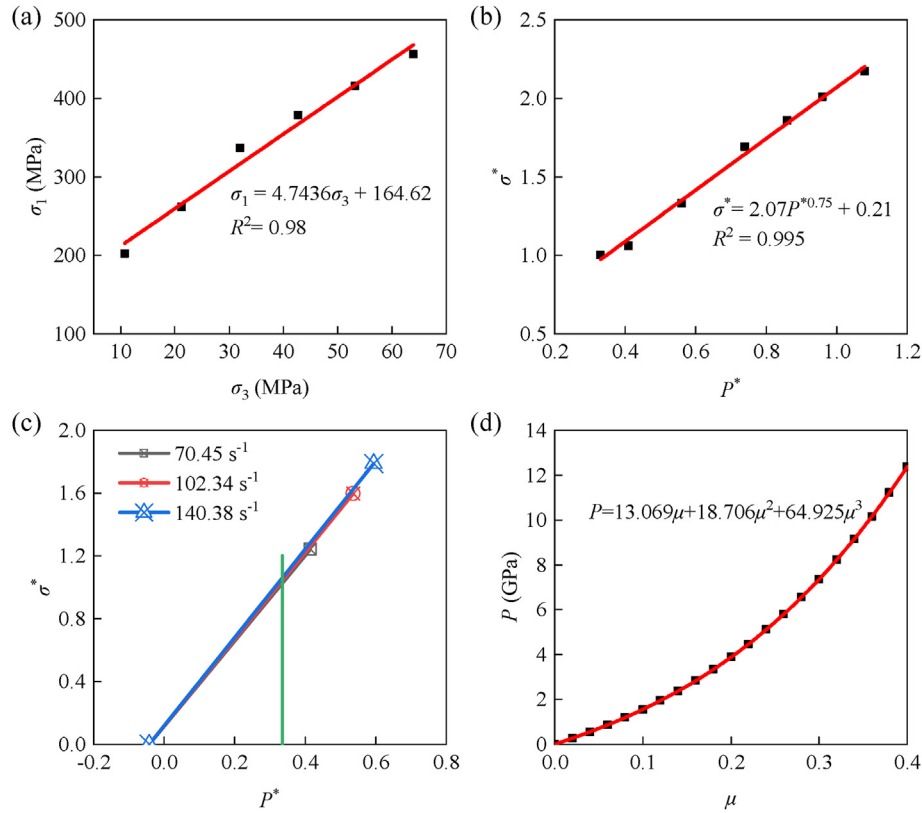 (a)
500
400
300
200
100
σ1 (MPa)
σ1 = 4.7436σ3 + 164.62
R² = 0.98
10 20 30 40 50 60 70
σ3 (MPa)
(b)
2.5
2.0
1.5
1.0
0.5
σ*
σ* = 2.07P*0.75 + 0.21
R² = 0.995
0.2 0.4 0.6 0.8 1.0 1.2
P*
(c)
2.0
1.6
1.2
0.8
0.4
0.0
σ*
70.45 s-1
102.34 s-1
140.38 s-1
-0.2 0.0 0.2 0.4 0.6 0.8
P*
(d)
14
12
10
8
6
4
2
0
P (GPa)
P=13.069μ+18.706μ²+64.925μ³
0.0 0.1 0.2 0.3 0.4
μ